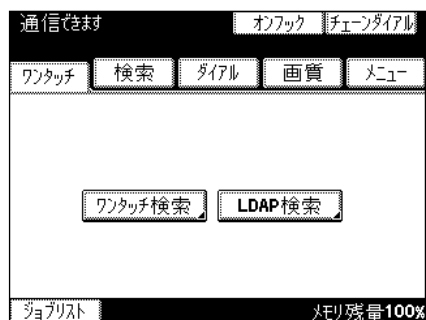 通信できます オンフック チェーンダイアル
ワンタッチ 検索 ダイアル 画質 メニュー
ワンタッチ検索 LDAP検索
ジョブリスト メモリ残量100%